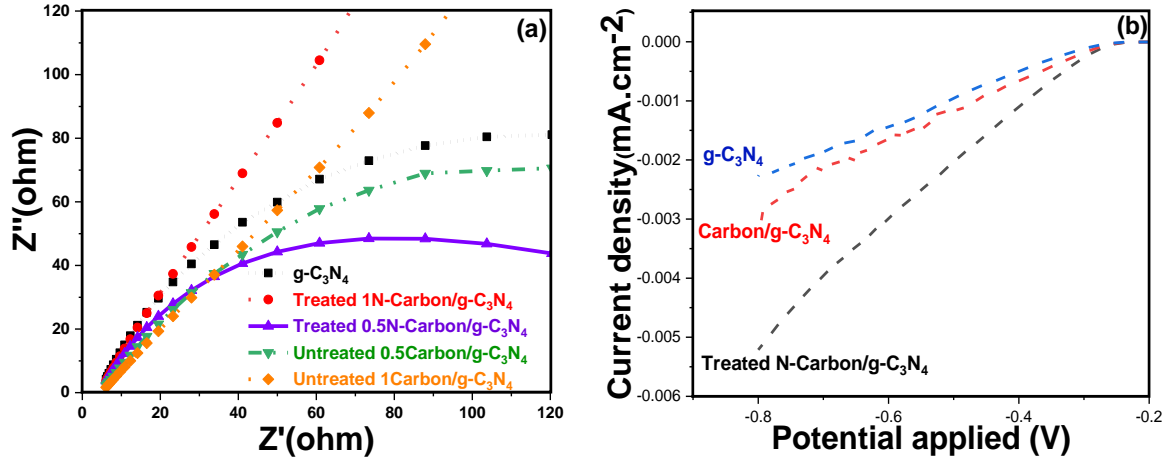 (a)
Z''(ohm)
120
100
80
60
40
20
0
g-C₃N₄
Treated 1N-Carbon/g-C₃N₄
Treated 0.5N-Carbon/g-C₃N₄
Untreated 0.5Carbon/g-C₃N₄
Untreated 1Carbon/g-C₃N₄
0 20 40 60 80 100 120
Z'(ohm)
(b)
Current density(mA.cm⁻²)
0.000
-0.001
-0.002
-0.003
-0.004
-0.005
-0.006
g-C₃N₄
Carbon/g-C₃N₄
Treated N-Carbon/g-C₃N₄
-0.8 -0.6 -0.4 -0.2
Potential applied (V)